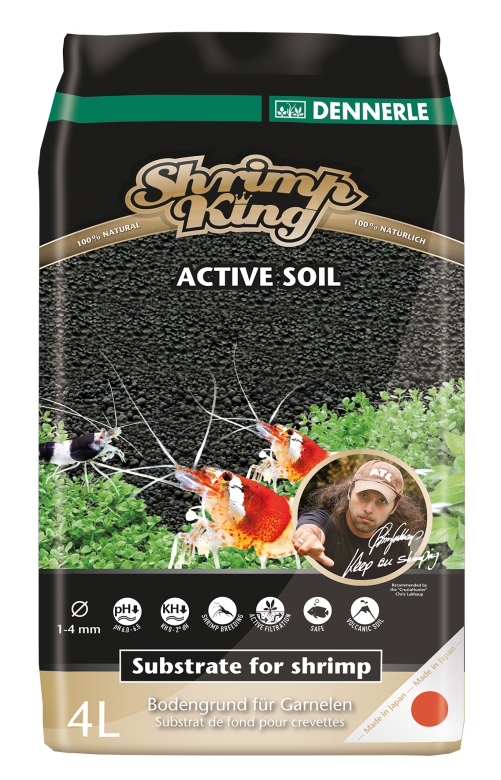 DENNERLE
Shrimp
King
100% NATURAL
100% NATÜRLICH
ACTIVE SOIL
ATL
Keep on Shrimping
Recommended by
the "CrustaHunter"
Chris Lukhaup
1-4 mm
pH
pH 6.0 - 6.5
KH
KH 0 - 2° dH
SHRIMP BREEDING
ACTIVE FILTRATION
SAFE
VOLCANIC SOIL
Substrate for shrimp
4L
Bodengrund für Garnelen
Substrat de fond pour crevettes
— Made in Japan — Made in Japan —